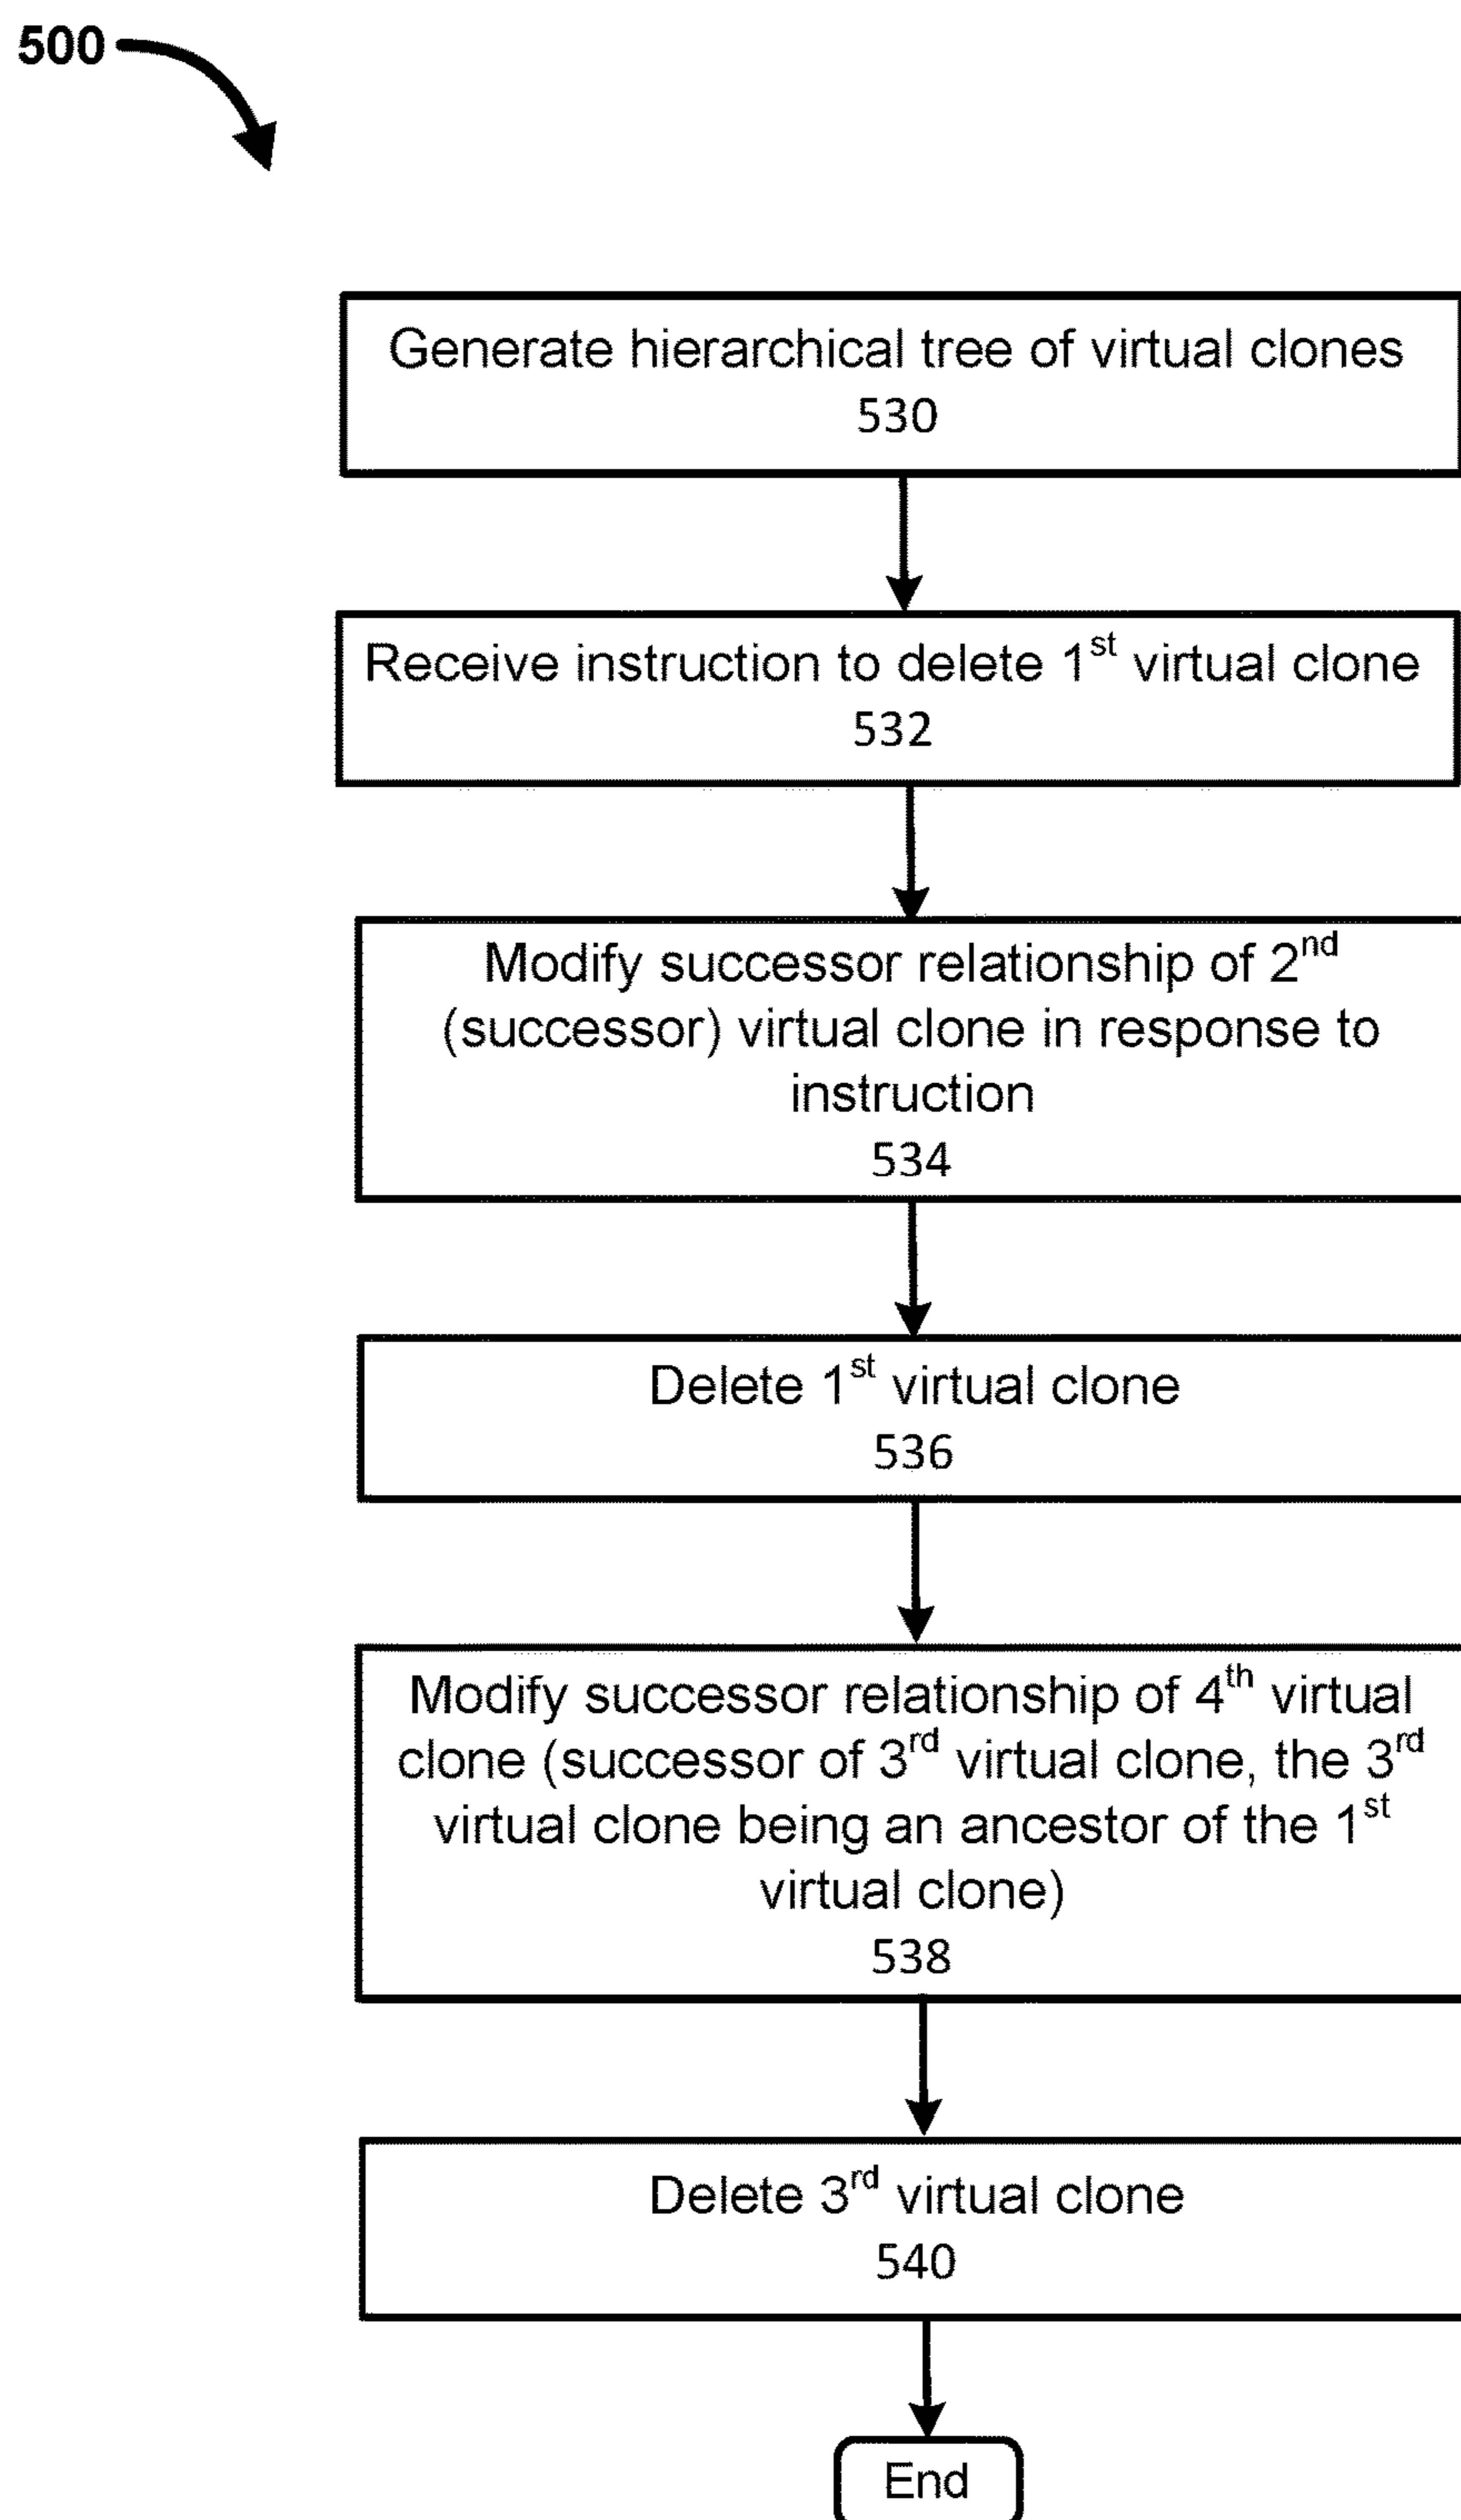 500
Generate hierarchical tree of virtual clones
530
Receive instruction to delete 1st virtual clone
532
Modify successor relationship of 2nd
(successor) virtual clone in response to
instruction
534
Delete 1st virtual clone
536
Modify successor relationship of 4th virtual
clone (successor of 3rd virtual clone, the 3rd
virtual clone being an ancestor of the 1st
virtual clone)
538
Delete 3rd virtual clone
540
End